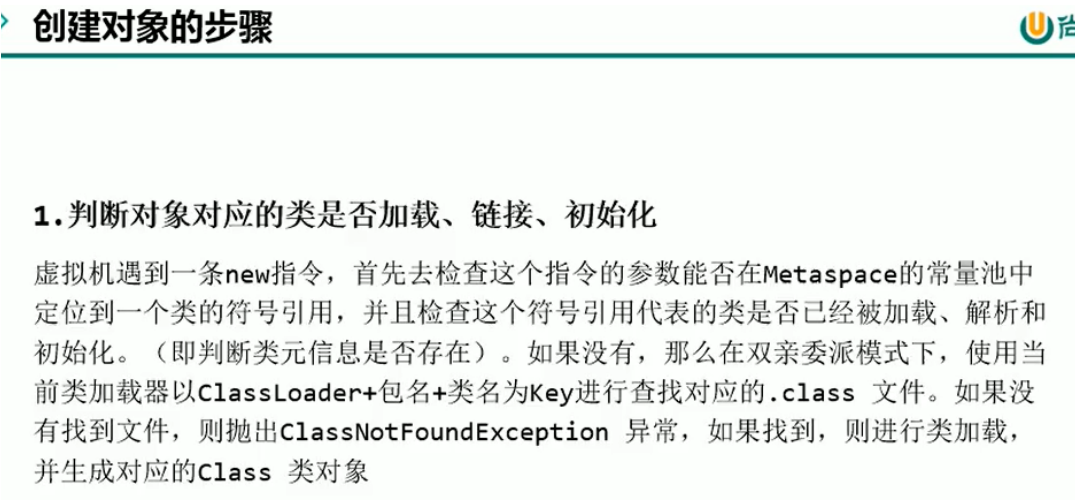 创建对象的步骤
尚
1.判断对象对应的类是否加载、链接、初始化
虚拟机遇到一条new指令，首先去检查这个指令的参数能否在Metaspace的常量池中
定位到一个类的符号引用，并且检查这个符号引用代表的类是否已经被加载、解析和
初始化。（即判断类元信息是否存在）。如果没有，那么在双亲委派模式下，使用当
前类加载器以ClassLoader+包名+类名为Key进行查找对应的.class 文件。如果没
有找到文件，则抛出ClassNotFoundException 异常，如果找到，则进行类加载，
并生成对应的Class 类对象